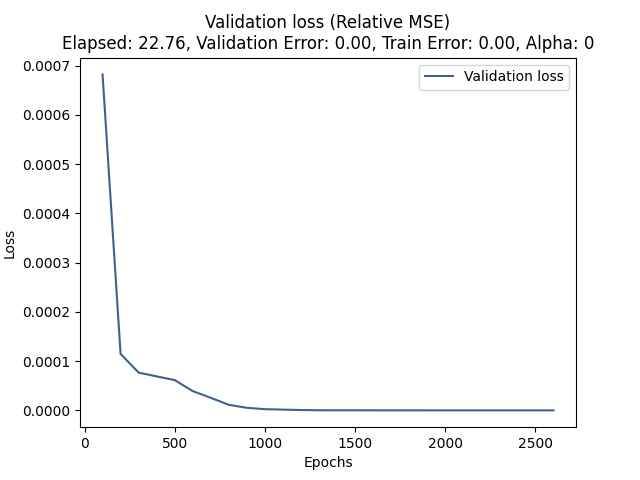 Validation loss (Relative MSE)
Elapsed: 22.76, Validation Error: 0.00, Train Error: 0.00, Alpha: 0
Validation loss
0.0007
0.0006
0.0005
0.0004
0.0003
0.0002
0.0001
0.0000
Loss
0
500
1000
1500
2000
2500
Epochs